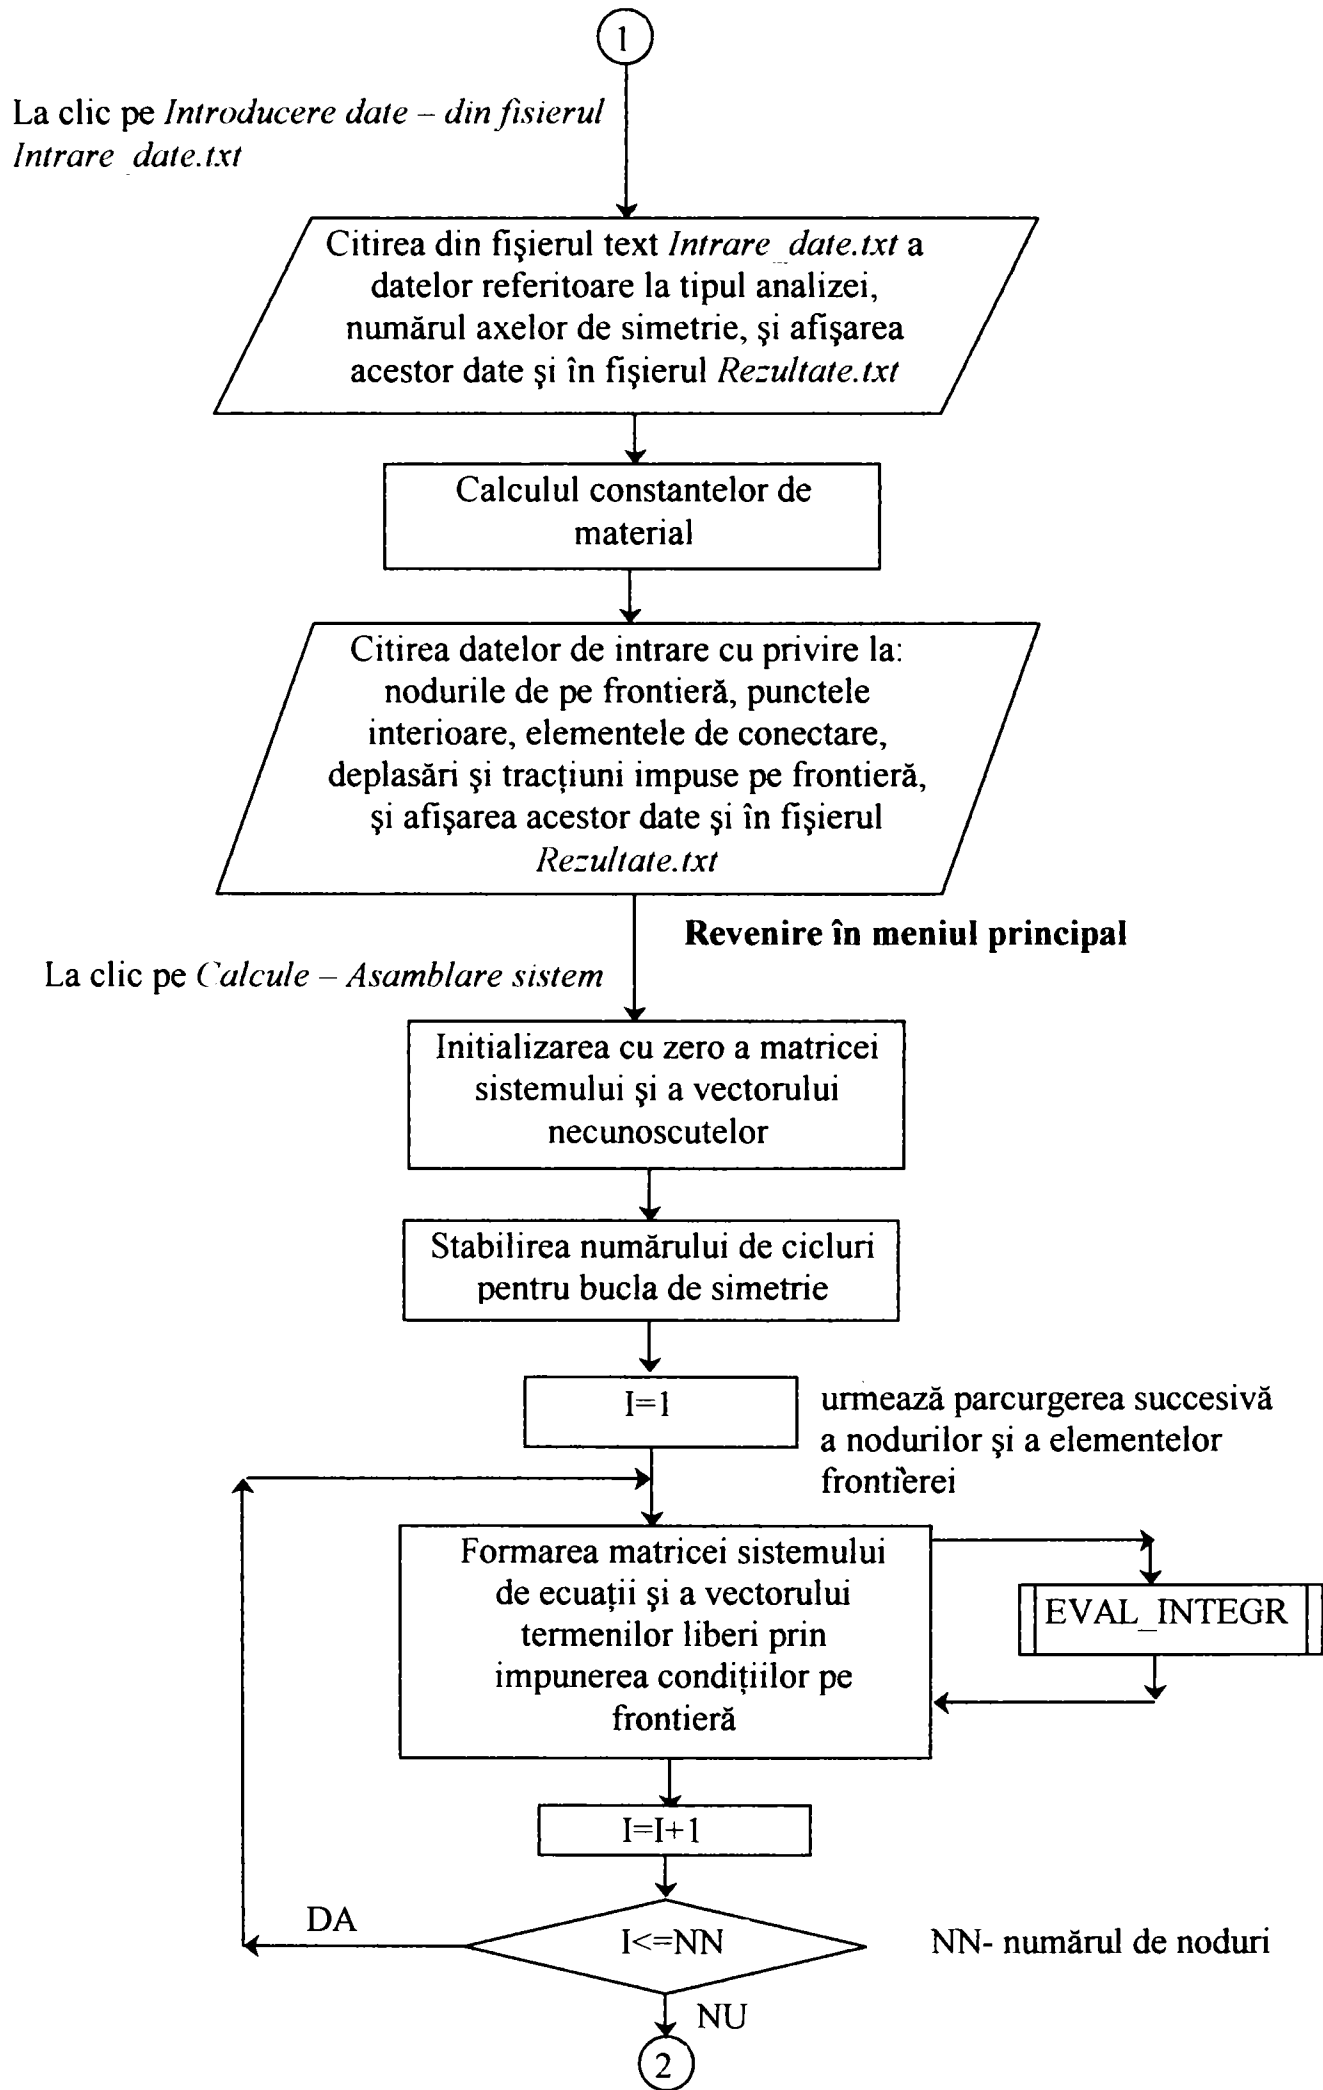 1
La clic pe Introducere date – din fisierul
Intrare_date.txt
Citirea din fişierul text Intrare_date.txt a
datelor referitoare la tipul analizei,
numărul axelor de simetrie, şi afişarea
acestor date şi în fişierul Rezultate.txt
Calculul constantelor de
material
Citirea datelor de intrare cu privire la:
nodurile de pe frontieră, punctele
interioare, elementele de conectare,
deplasări şi tracţiuni impuse pe frontieră,
şi afişarea acestor date şi în fişierul
Rezultate.txt
Revenire în meniul principal
La clic pe Calcule – Asamblare sistem
Initializarea cu zero a matricei
sistemului şi a vectorului
necunoscutelor
Stabilirea numărului de cicluri
pentru bucla de simetrie
I=1
urmează parcurgerea succesivă
a nodurilor şi a elementelor
frontierei
Formarea matricei sistemului
de ecuaţii şi a vectorului
termenilor liberi prin
impunerea condiţiilor pe
frontieră
EVAL_INTEGR
I=I+1
DA
I<=NN
NN- numărul de noduri
NU
2